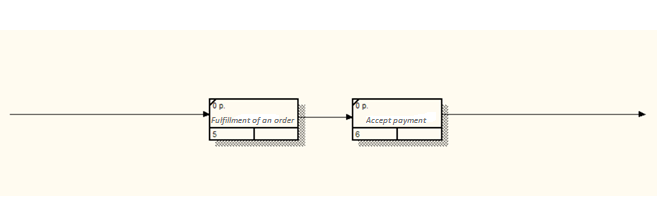 0 p.
Fulfillment of an order
5
0 p.
Accept payment
6